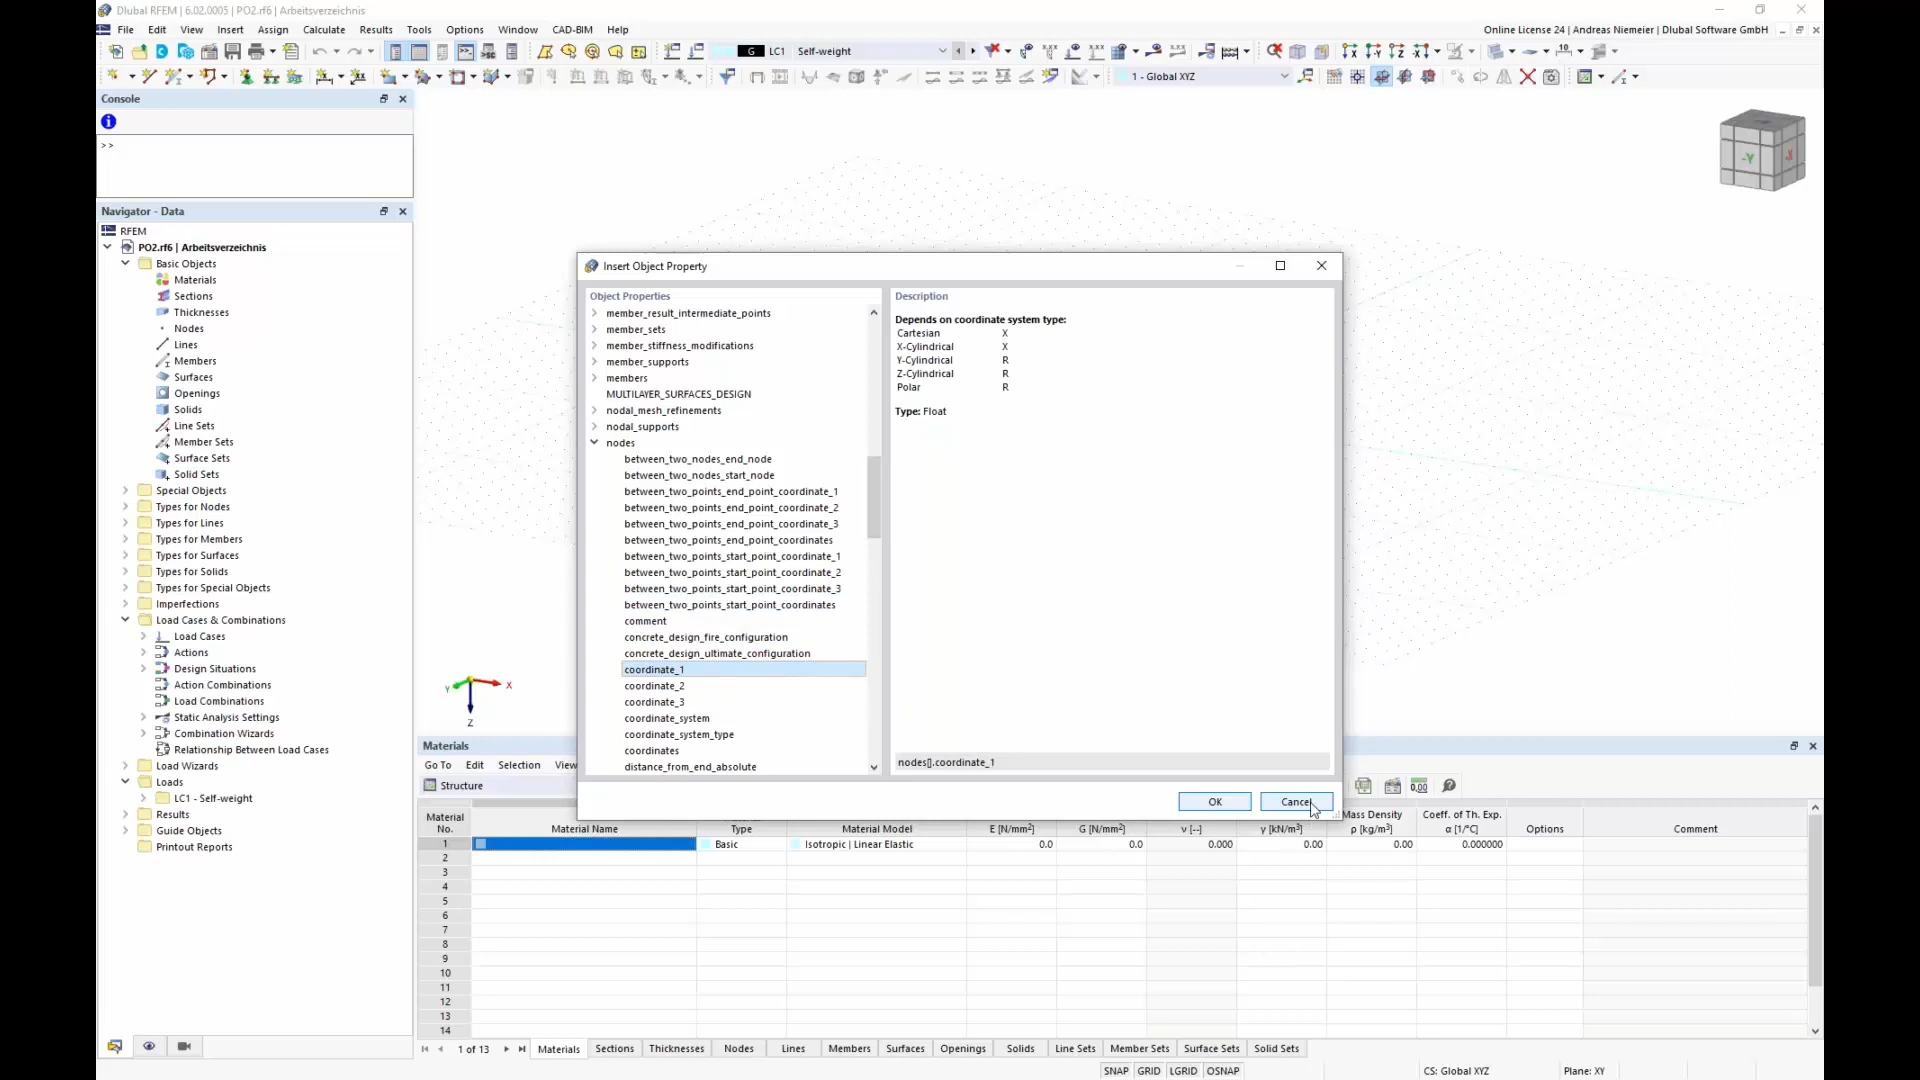 Dlubal RFEM | 6.02.0005 | PO2.rf6 | Arbeitsverzeichnis
File Edit View Insert Assign Calculate Results Tools Options Window CAD-BIM Help
Online License 24 | Andreas Niemeier | Dlubal Software GmbH
G LC1 Self-weight
1 - Global XYZ
Console
>>
Navigator - Data
RFEM
PO2.rf6 | Arbeitsverzeichnis
Basic Objects
Materials
Sections
Thicknesses
Nodes
Lines
Members
Surfaces
Openings
Solids
Line Sets
Member Sets
Surface Sets
Solid Sets
Special Objects
Types for Nodes
Types for Lines
Types for Members
Types for Surfaces
Types for Solids
Types for Special Objects
Imperfections
Load Cases & Combinations
Load Cases
Actions
Design Situations
Action Combinations
Load Combinations
Static Analysis Settings
Combination Wizards
Relationship Between Load Cases
Load Wizards
Loads
LC1 - Self-weight
Results
Guide Objects
Printout Reports
-Y
X
Y X
Z
Insert Object Property
Object Properties
member_result_intermediate_points
member_sets
member_stiffness_modifications
member_supports
members
MULTILAYER_SURFACES_DESIGN
nodal_mesh_refinements
nodal_supports
nodes
between_two_nodes_end_node
between_two_nodes_start_node
between_two_points_end_point_coordinate_1
between_two_points_end_point_coordinate_2
between_two_points_end_point_coordinate_3
between_two_points_end_point_coordinates
between_two_points_start_point_coordinate_1
between_two_points_start_point_coordinate_2
between_two_points_start_point_coordinate_3
between_two_points_start_point_coordinates
comment
concrete_design_fire_configuration
concrete_design_ultimate_configuration
coordinate_1
coordinate_2
coordinate_3
coordinate_system
coordinate_system_type
coordinates
distance_from_end_absolute
Description
Depends on coordinate system type:
Cartesian X
X-Cylindrical X
Y-Cylindrical R
Z-Cylindrical R
Polar R
Type: Float
nodes[].coordinate_1
OK Cancel
Materials
Go To Edit Selection View
Structure
Material No. Material Name Type Material Model E [N/mm²] G [N/mm²] ν [--] γ [kN/m³] Mass Density ρ [kg/m³] Coeff. of Th. Exp. α [1/°C] Options Comment
1 Basic Isotropic | Linear Elastic 0.0 0.0 0.000 0.00 0.00 0.000000
2
3
4
5
6
7
8
9
10
11
12
13
14
1 of 13 Materials Sections Thicknesses Nodes Lines Members Surfaces Openings Solids Line Sets Member Sets Surface Sets Solid Sets
SNAP GRID LGRID OSNAP CS: Global XYZ Plane: XY